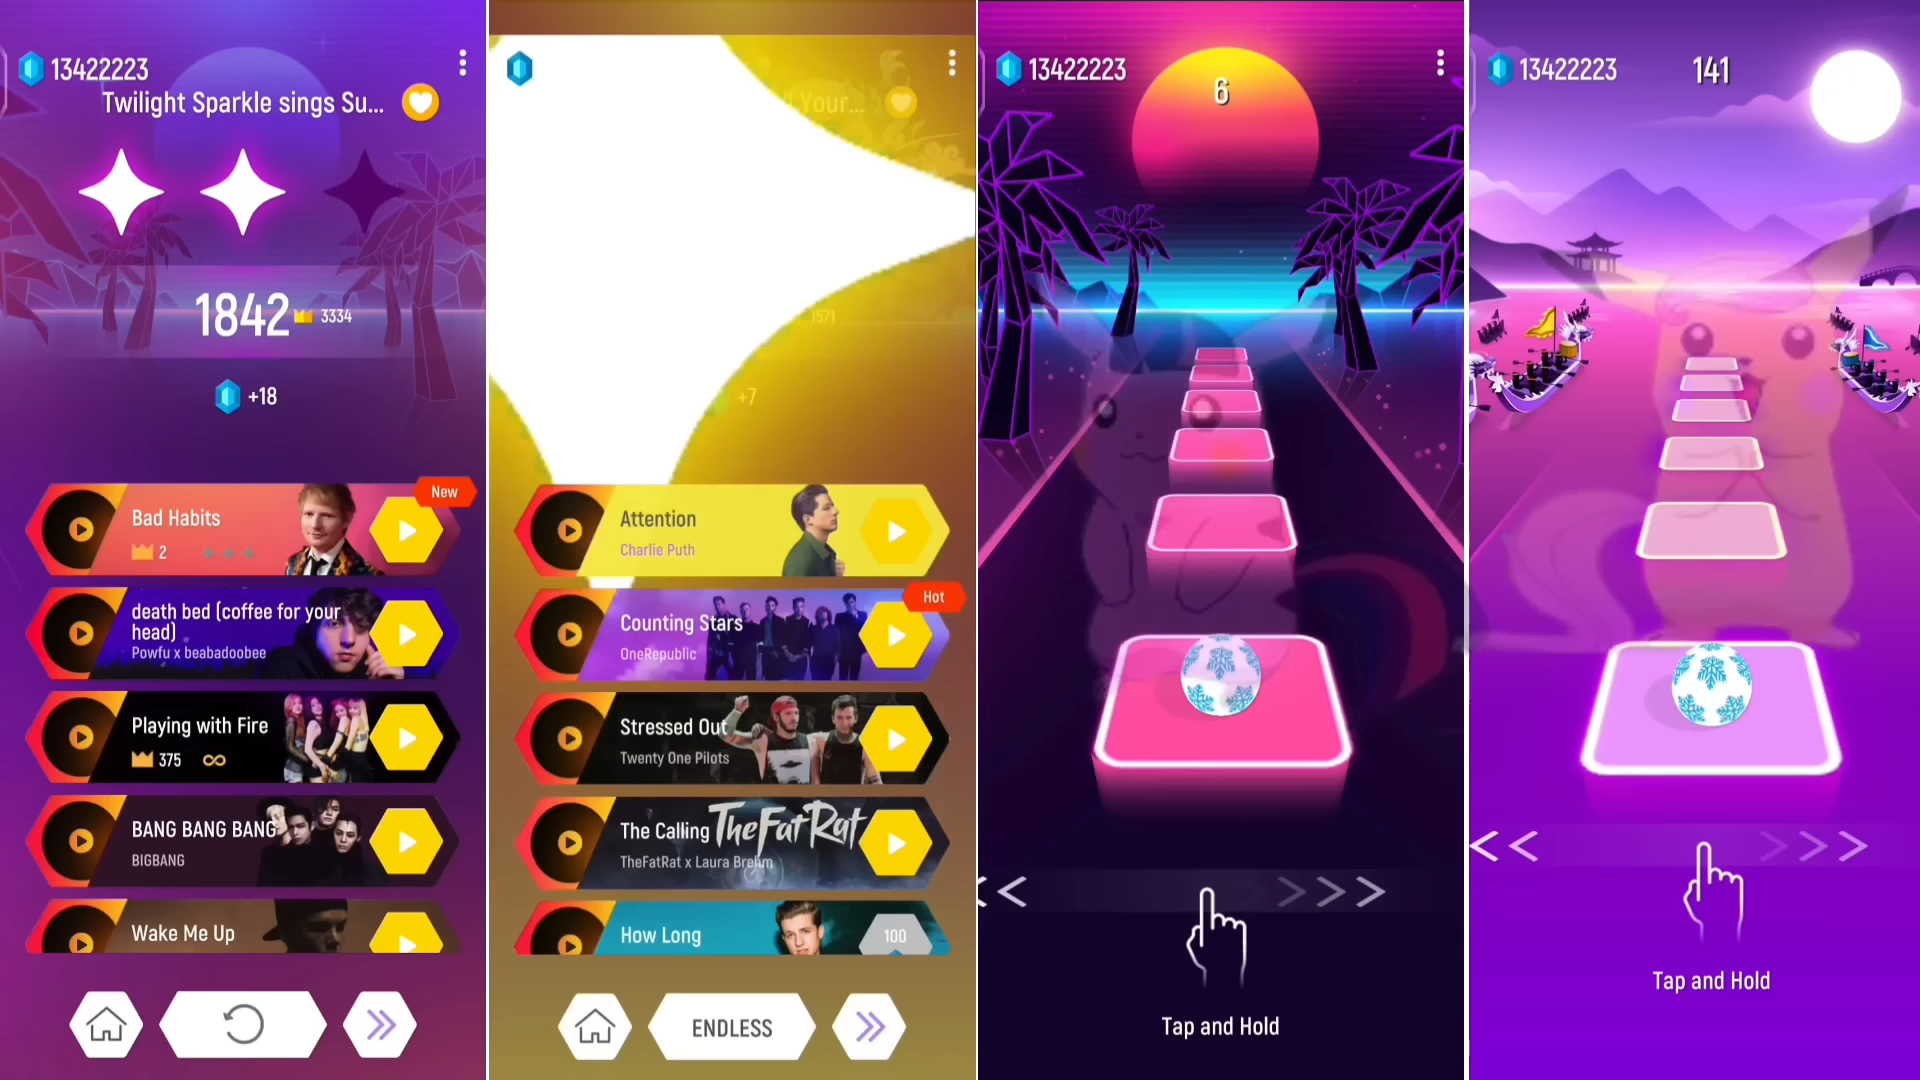 13422223
Twilight Sparkle sings Su...
1842
3334
+18
New
Bad Habits
2
death bed (coffee for your
head)
Powfu x beabadoobee
Playing with Fire
375
BANG BANG BANG
BIGBANG
Wake Me Up
Your...
1571
+7
Attention
Charlie Puth
Hot
Counting Stars
OneRepublic
Stressed Out
Twenty One Pilots
The Calling
TheFatRat
TheFatRat x Laura Brehm
How Long
100
ENDLESS
13422223
6
Tap and Hold
13422223
141
Tap and Hold